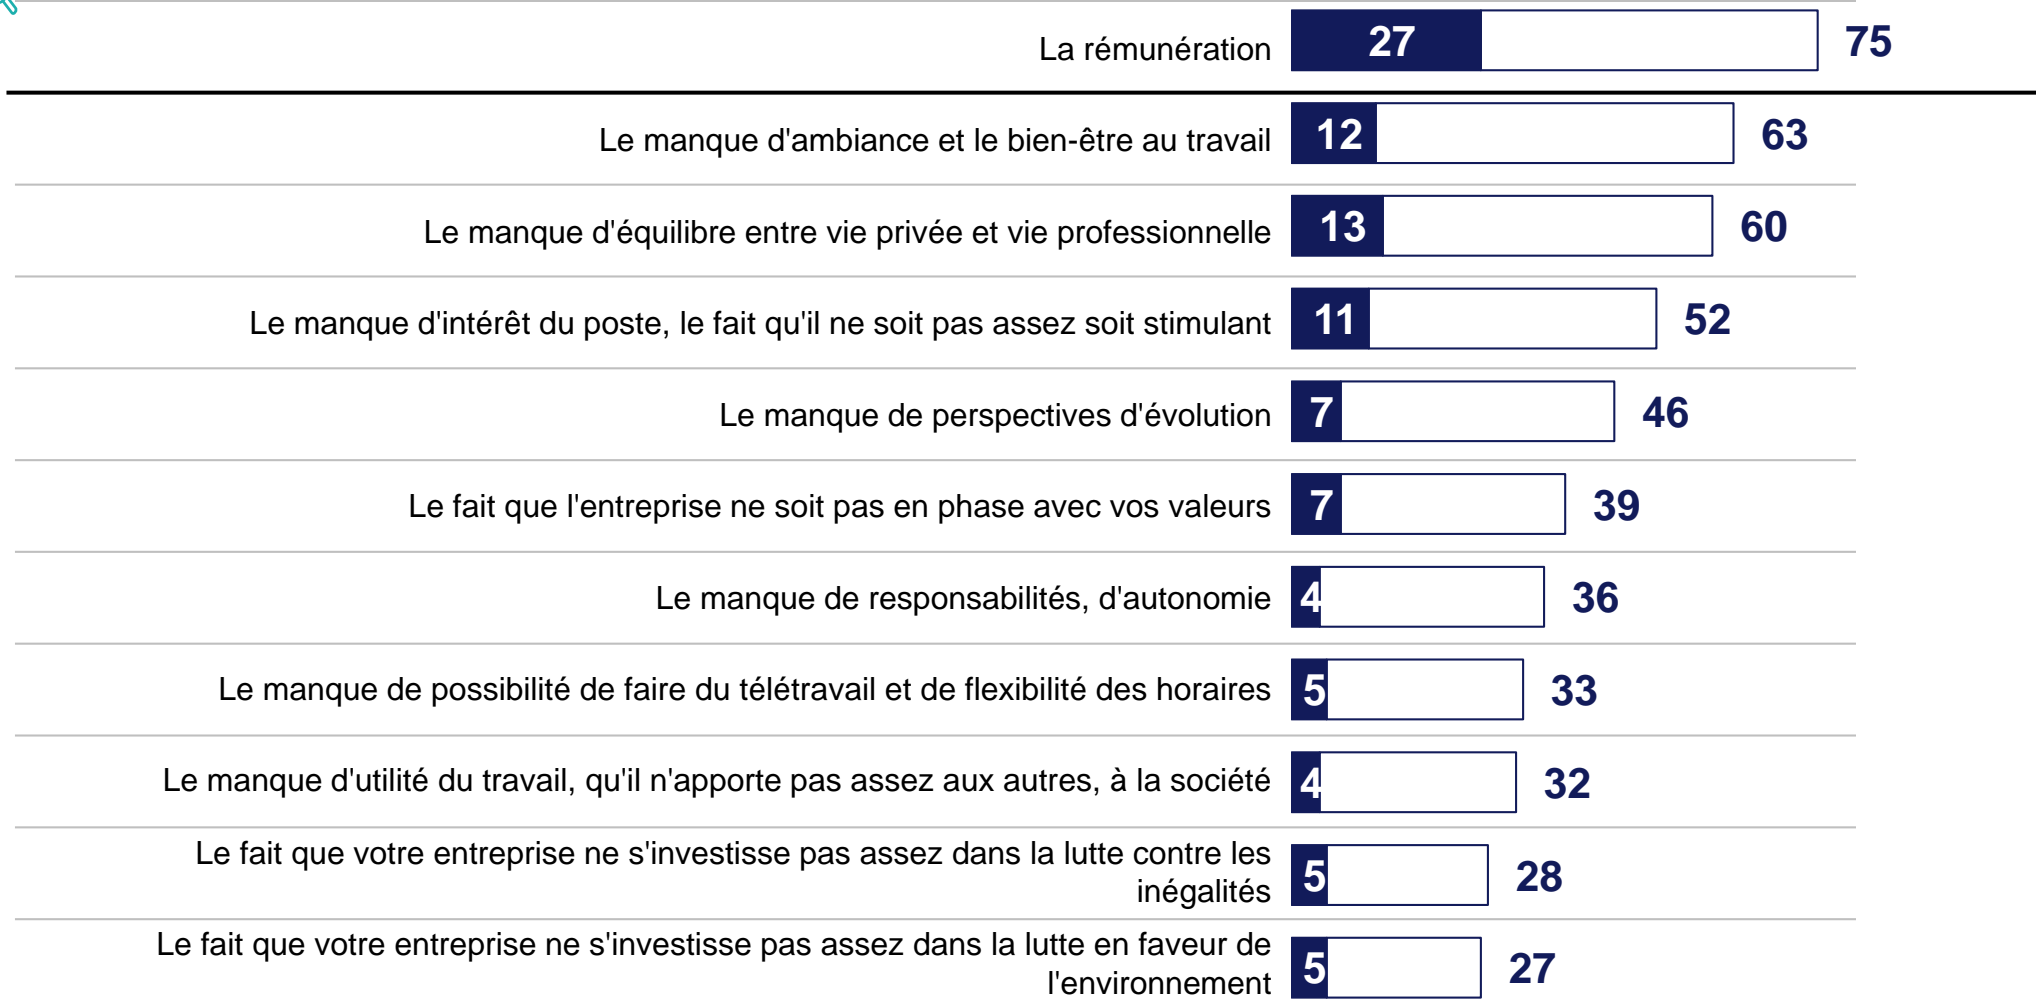 La rémunération 27 75
Le manque d'ambiance et le bien-être au travail 12 63
Le manque d'équilibre entre vie privée et vie professionnelle 13 60
Le manque d'intérêt du poste, le fait qu'il ne soit pas assez soit stimulant 11 52
Le manque de perspectives d'évolution 7 46
Le fait que l'entreprise ne soit pas en phase avec vos valeurs 7 39
Le manque de responsabilités, d'autonomie 4 36
Le manque de possibilité de faire du télétravail et de flexibilité des horaires 5 33
Le manque d'utilité du travail, qu'il n'apporte pas assez aux autres, à la société 4 32
Le fait que votre entreprise ne s'investisse pas assez dans la lutte contre les
inégalités 5 28
Le fait que votre entreprise ne s'investisse pas assez dans la lutte en faveur de
l'environnement 5 27